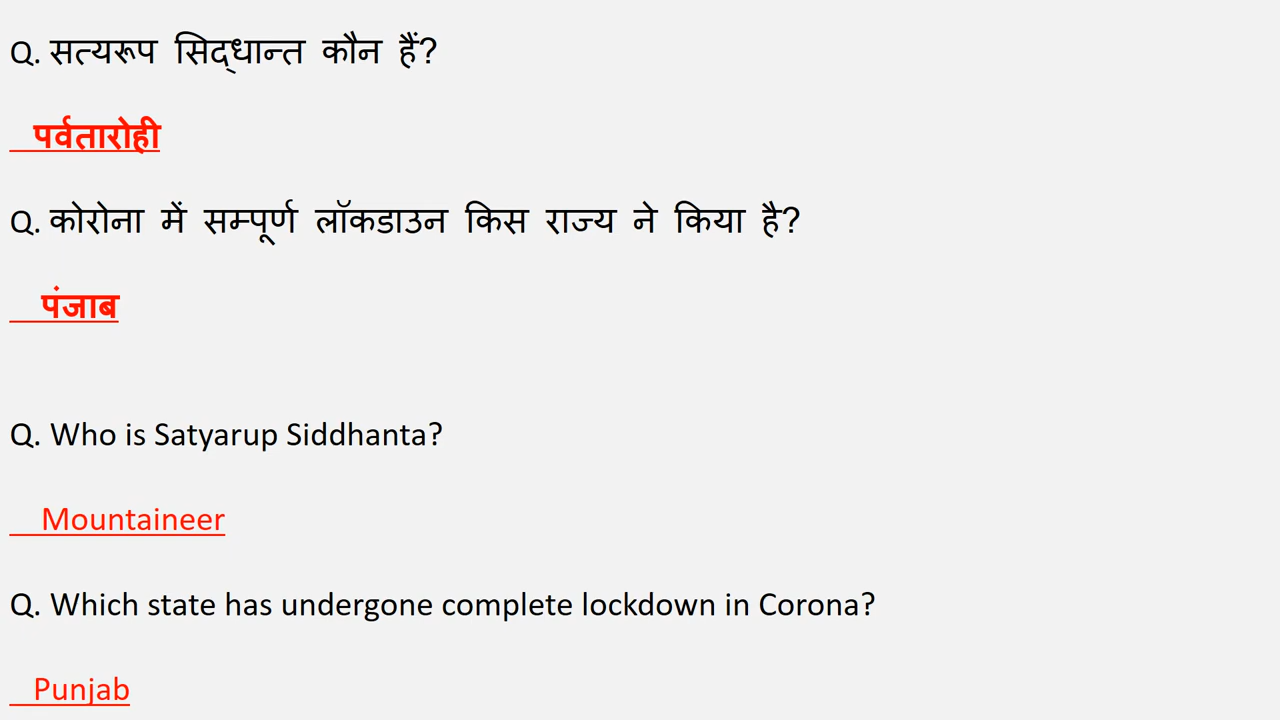 Q. सत्यरूप सिद्धान्त कौन हैं?
पर्वतारोही
Q. कोरोना में सम्पूर्ण लॉकडाउन किस राज्य ने किया है?
पंजाब
Q. Who is Satyarup Siddhanta?
Mountaineer
Q. Which state has undergone complete lockdown in Corona?
Punjab